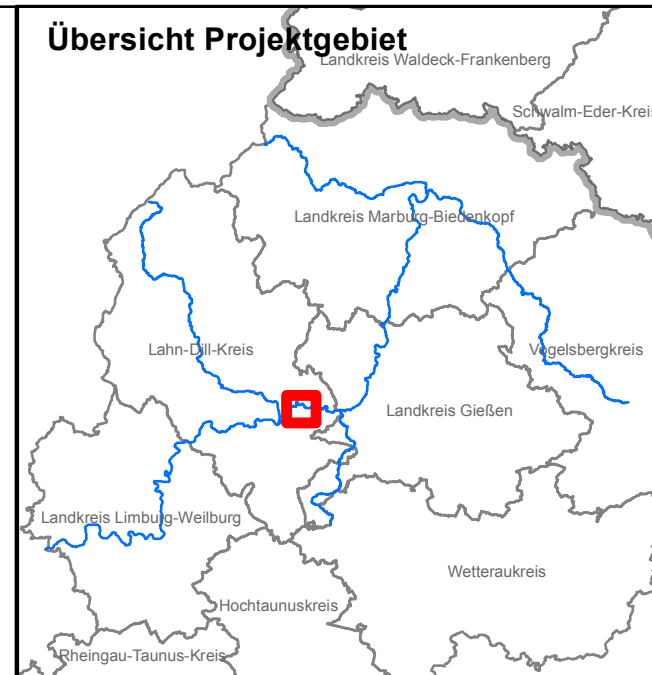 Übersicht Projektgebiet
Landkreis Waldeck-Frankenberg
Schwalm-Eder-Kreis
Landkreis Marburg-Biedenkopf
Lahn-Dill-Kreis
Vogelsbergkreis
Landkreis Gießen
Landkreis Limburg-Weilburg
Wetteraukreis
Hochtaunuskreis
Rheingau-Taunus-Kreis